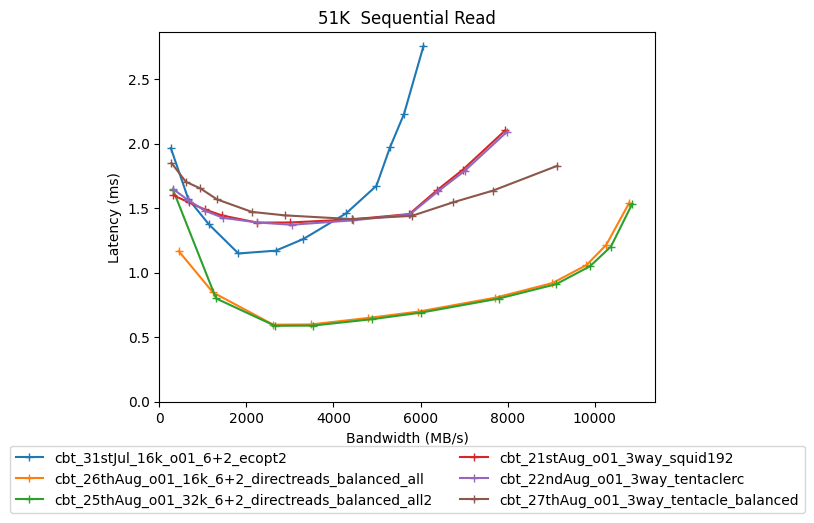 51K  Sequential Read
Latency (ms)
2.5
2.0
1.5
1.0
0.5
0.0
0 2000 4000 6000 8000 10000
Bandwidth (MB/s)
cbt_31stJul_16k_o01_6+2_ecopt2
cbt_26thAug_o01_16k_6+2_directreads_balanced_all
cbt_25thAug_o01_32k_6+2_directreads_balanced_all2
cbt_21stAug_o01_3way_squid192
cbt_22ndAug_o01_3way_tentaclerc
cbt_27thAug_o01_3way_tentacle_balanced